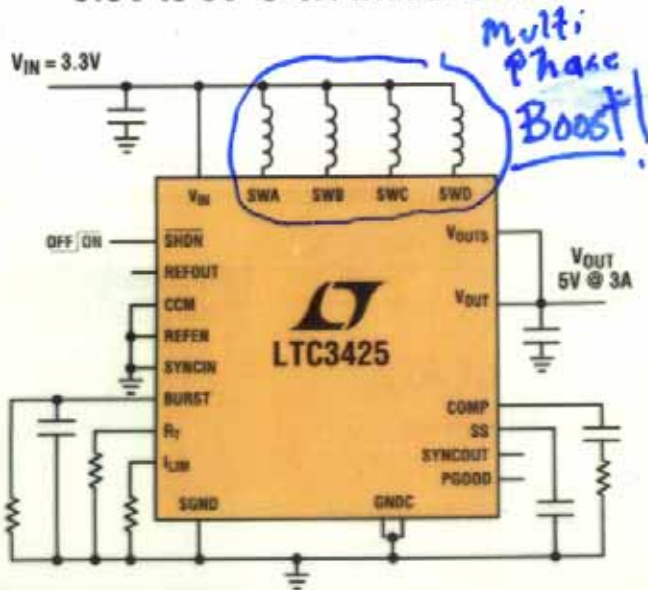 Multi
Phase
Boost!
VIN = 3.3V
VIN
SWA
SWB
SWC
SWD
OFF ON
SHDN
REFOUT
CCM
REFEN
SYNCIN
BURST
RT
ILIM
SGND
LTC3425
VOUTS
VOUT
VOUT
5V @ 3A
COMP
SS
SYNCOUT
PGOOD
GNDC